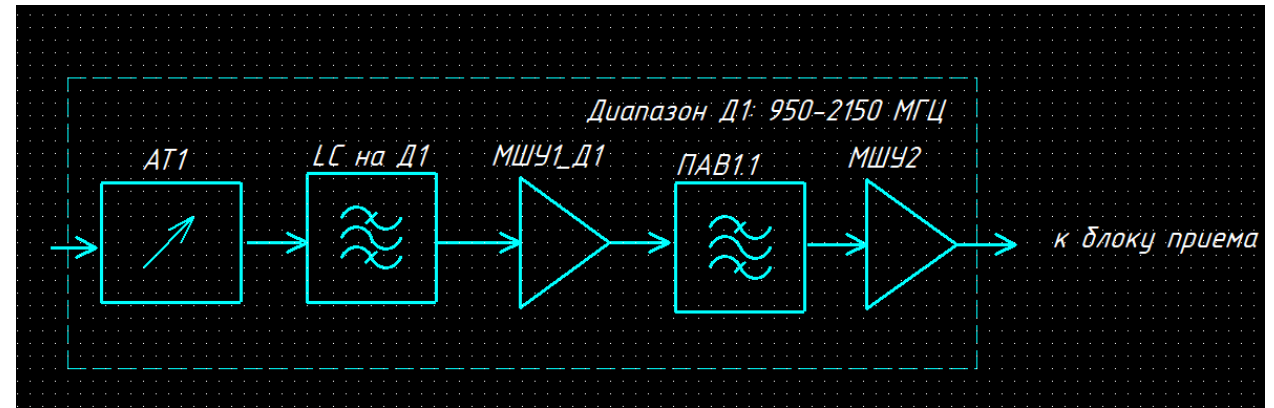 Диапазон Д1: 950-2150 МГЦ
АТ1
LC на Д1
МШУ1_Д1
ПАВ1.1
МШУ2
к блоку приема